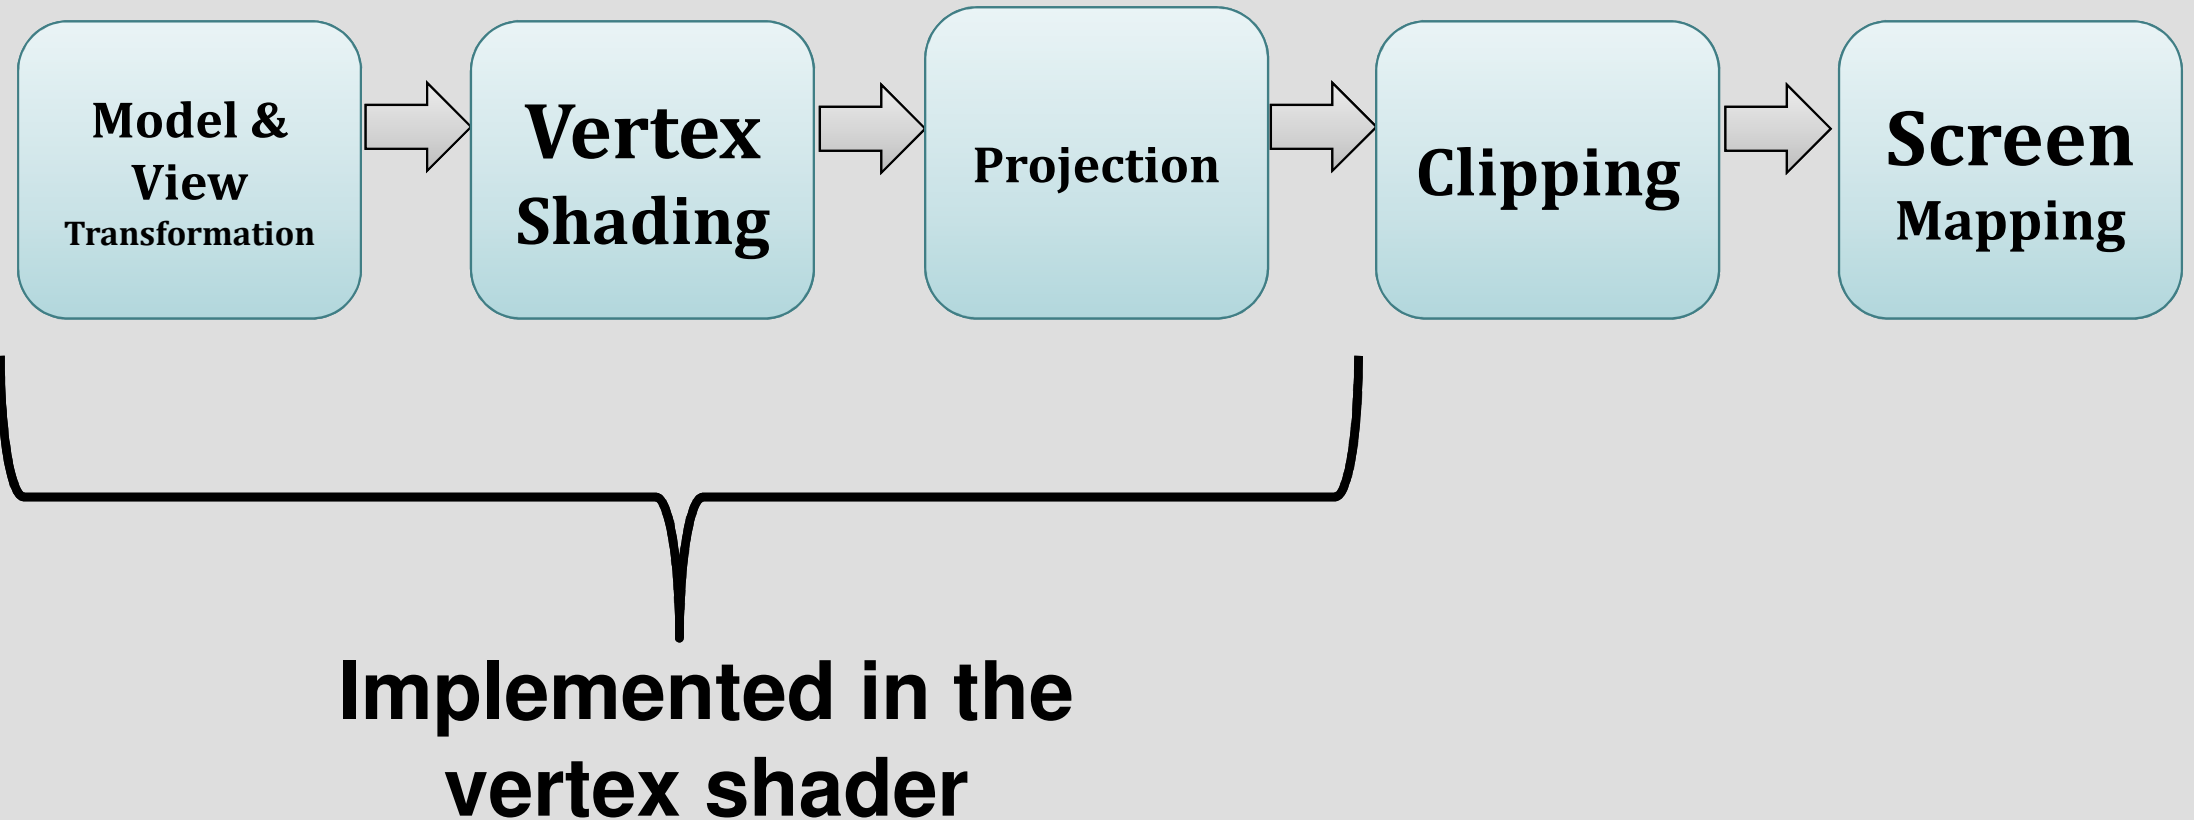 Model &
View
Transformation
Vertex
Shading
Projection
Clipping
Screen
Mapping
Implemented in the
vertex shader